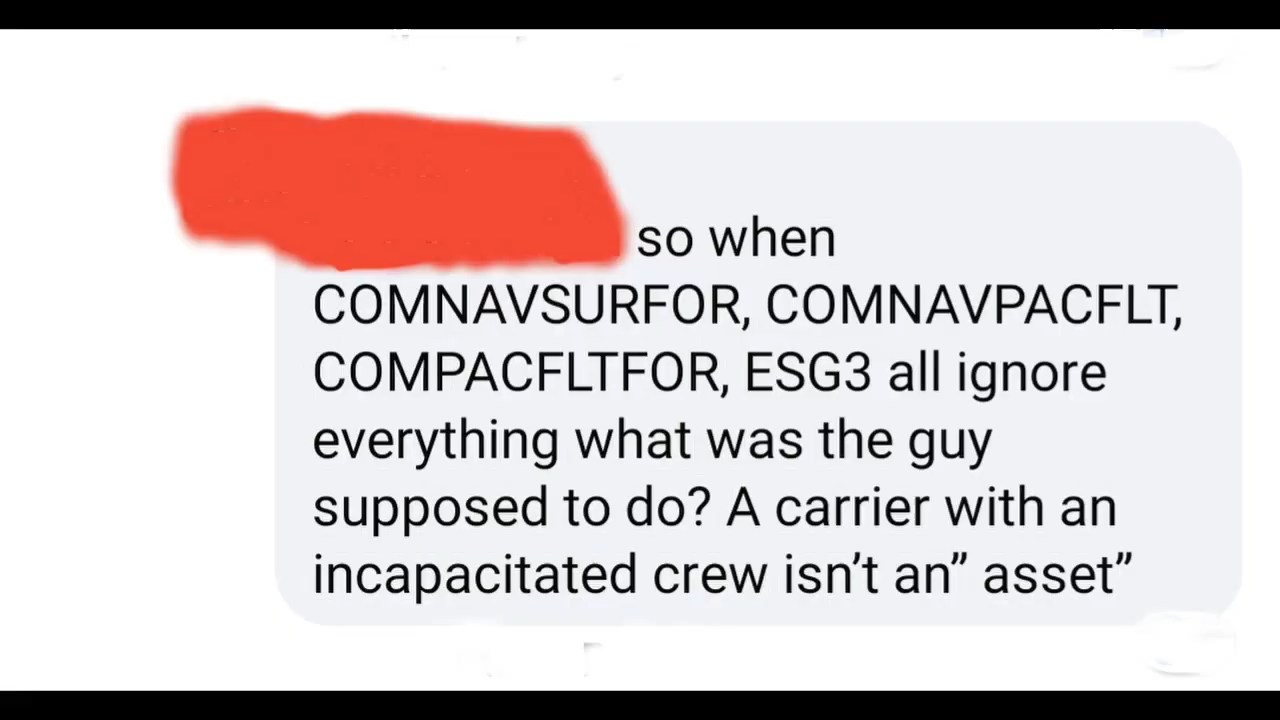 so when
COMNAVSURFOR, COMNAVPACFLT,
COMPACFLTFOR, ESG3 all ignore
everything what was the guy
supposed to do? A carrier with an
incapacitated crew isn’t an” asset”